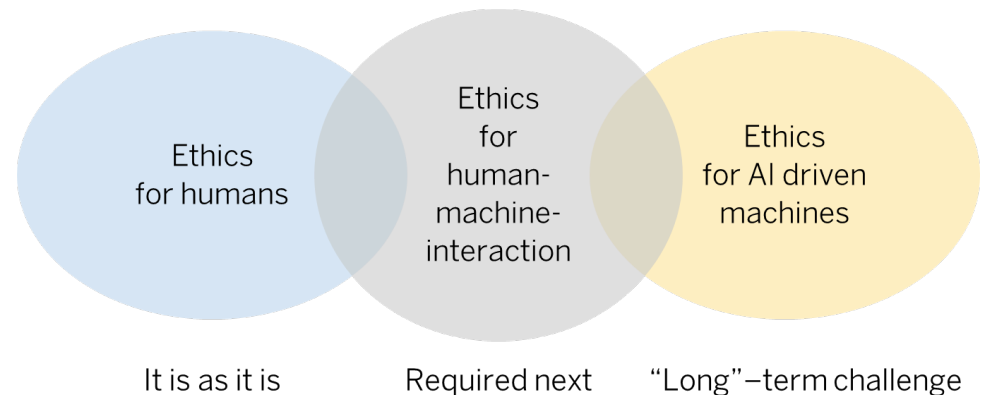 Ethics
for humans
Ethics
for
human-
machine-
interaction
Ethics
for AI driven
machines
It is as it is
Required next
“Long”–term challenge